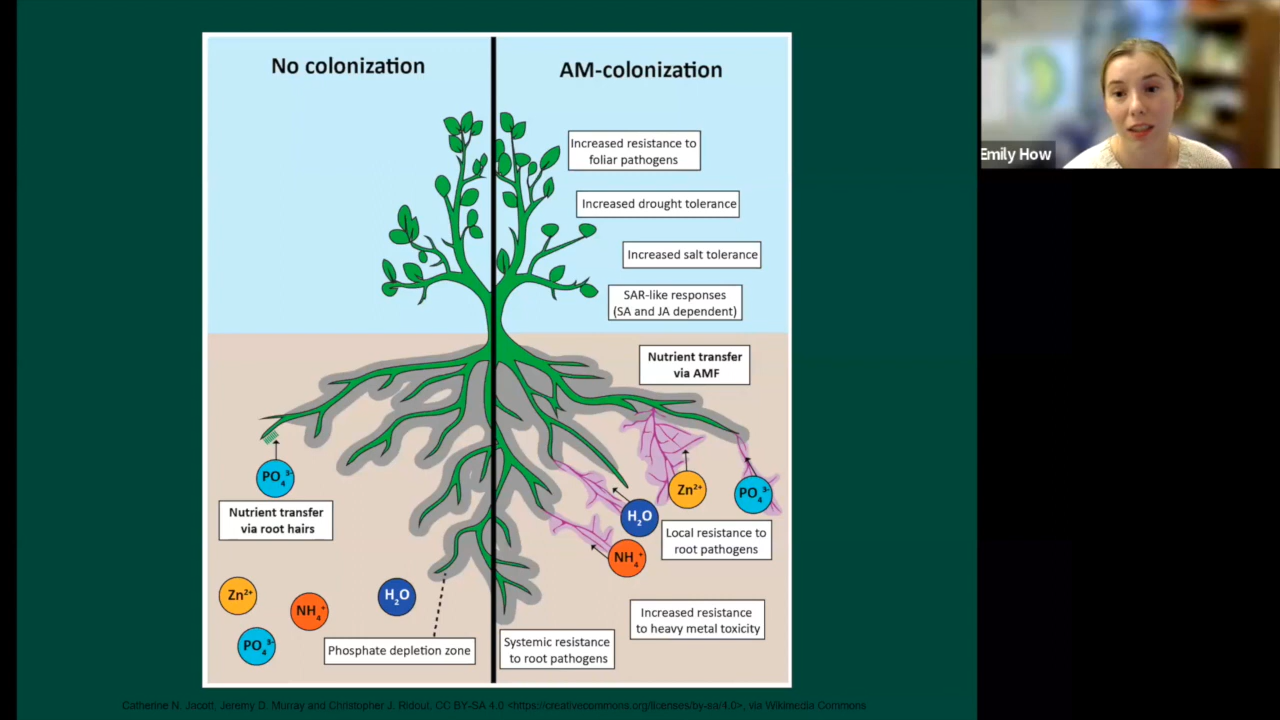 No colonization
AM-colonization
Increased resistance to
foliar pathogens
Increased drought tolerance
Increased salt tolerance
SAR-like responses
(SA and JA dependent)
Nutrient transfer
via AMF
PO₄³⁻
Nutrient transfer
via root hairs
Zn²⁺
PO₄³⁻
H₂O
NH₄⁺
Local resistance to
root pathogens
Zn²⁺
NH₄⁺
H₂O
PO₄³⁻
Phosphate depletion zone
Systemic resistance
to root pathogens
Increased resistance
to heavy metal toxicity
Catherine N. Jacott, Jeremy D. Murray and Christopher J. Ridout, CC BY-SA 4.0 <https://creativecommons.org/licenses/by-sa/4.0>, via Wikimedia Commons
Emily How